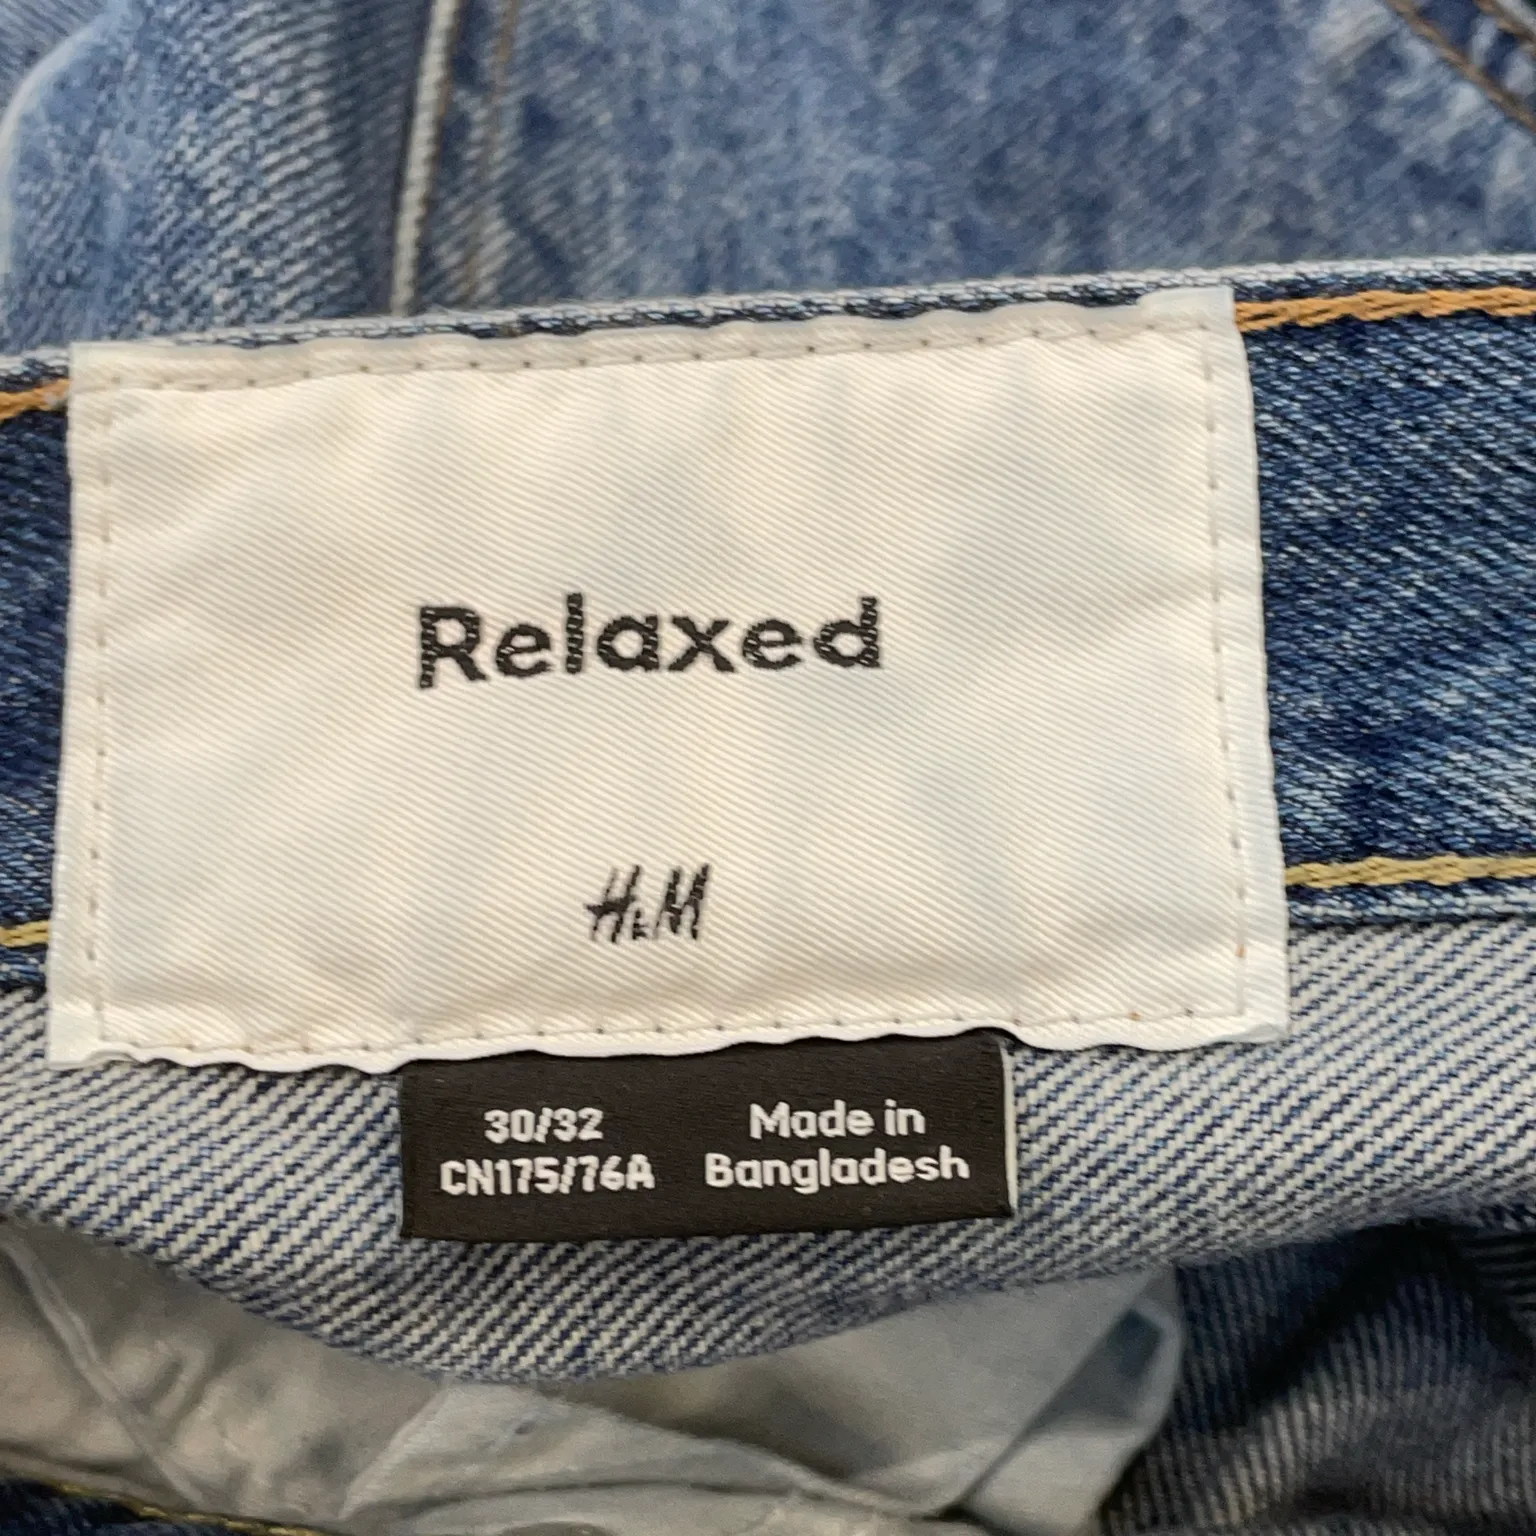 Relaxed
H&M
30/32
CN175/76A
Made in
Bangladesh